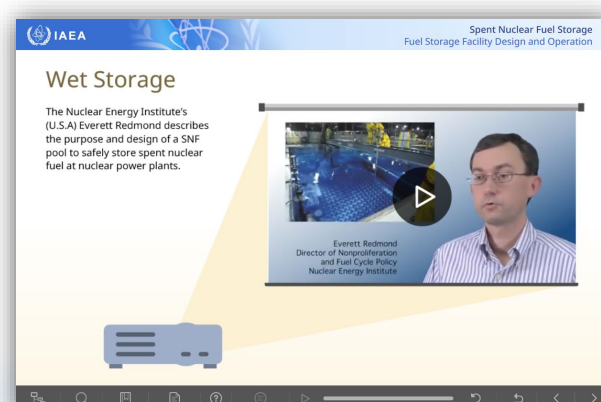 IAEA
Spent Nuclear Fuel Storage
Fuel Storage Facility Design and Operation
Wet Storage
The Nuclear Energy Institute's
(U.S.A) Everett Redmond describes
the purpose and design of a SNF
pool to safely store spent nuclear
fuel at nuclear power plants.
Everett Redmond
Director of Nonproliferation
and Fuel Cycle Policy
Nuclear Energy Institute